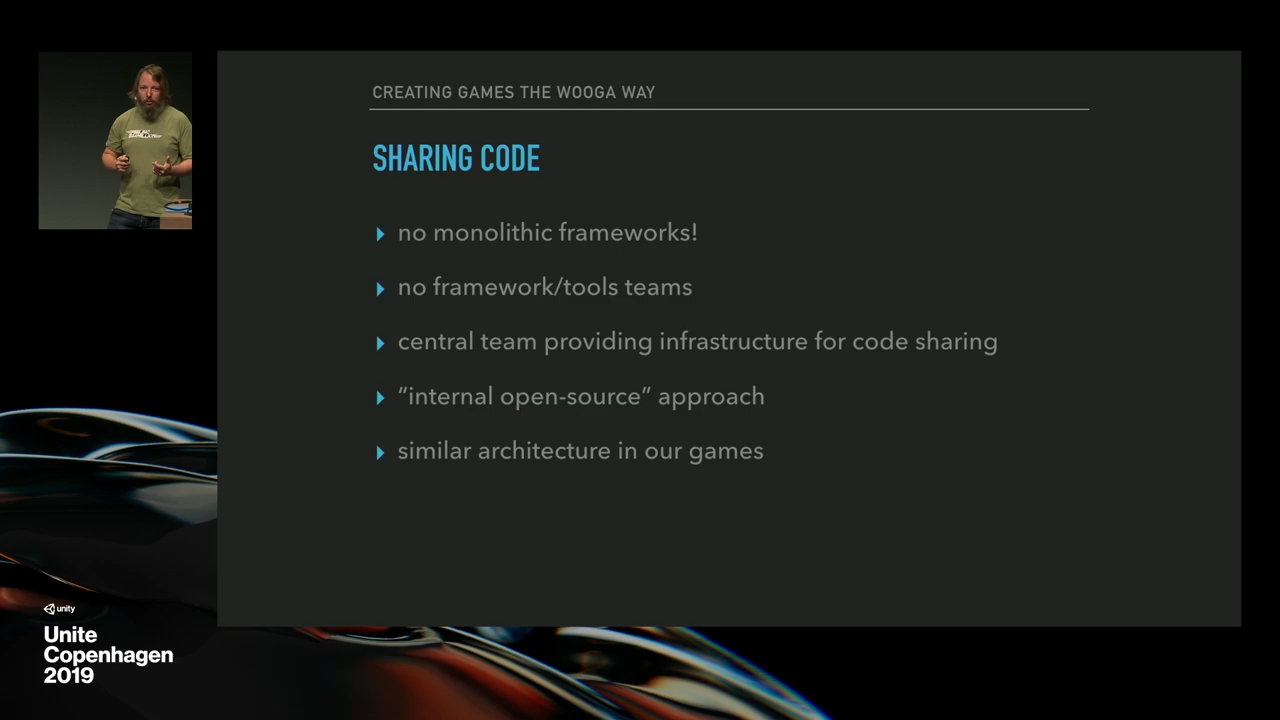 CREATING GAMES THE WOOGA WAY
SHARING CODE
no monolithic frameworks!
no framework/tools teams
central team providing infrastructure for code sharing
“internal open-source” approach
similar architecture in our games
unity
Unite
Copenhagen
2019